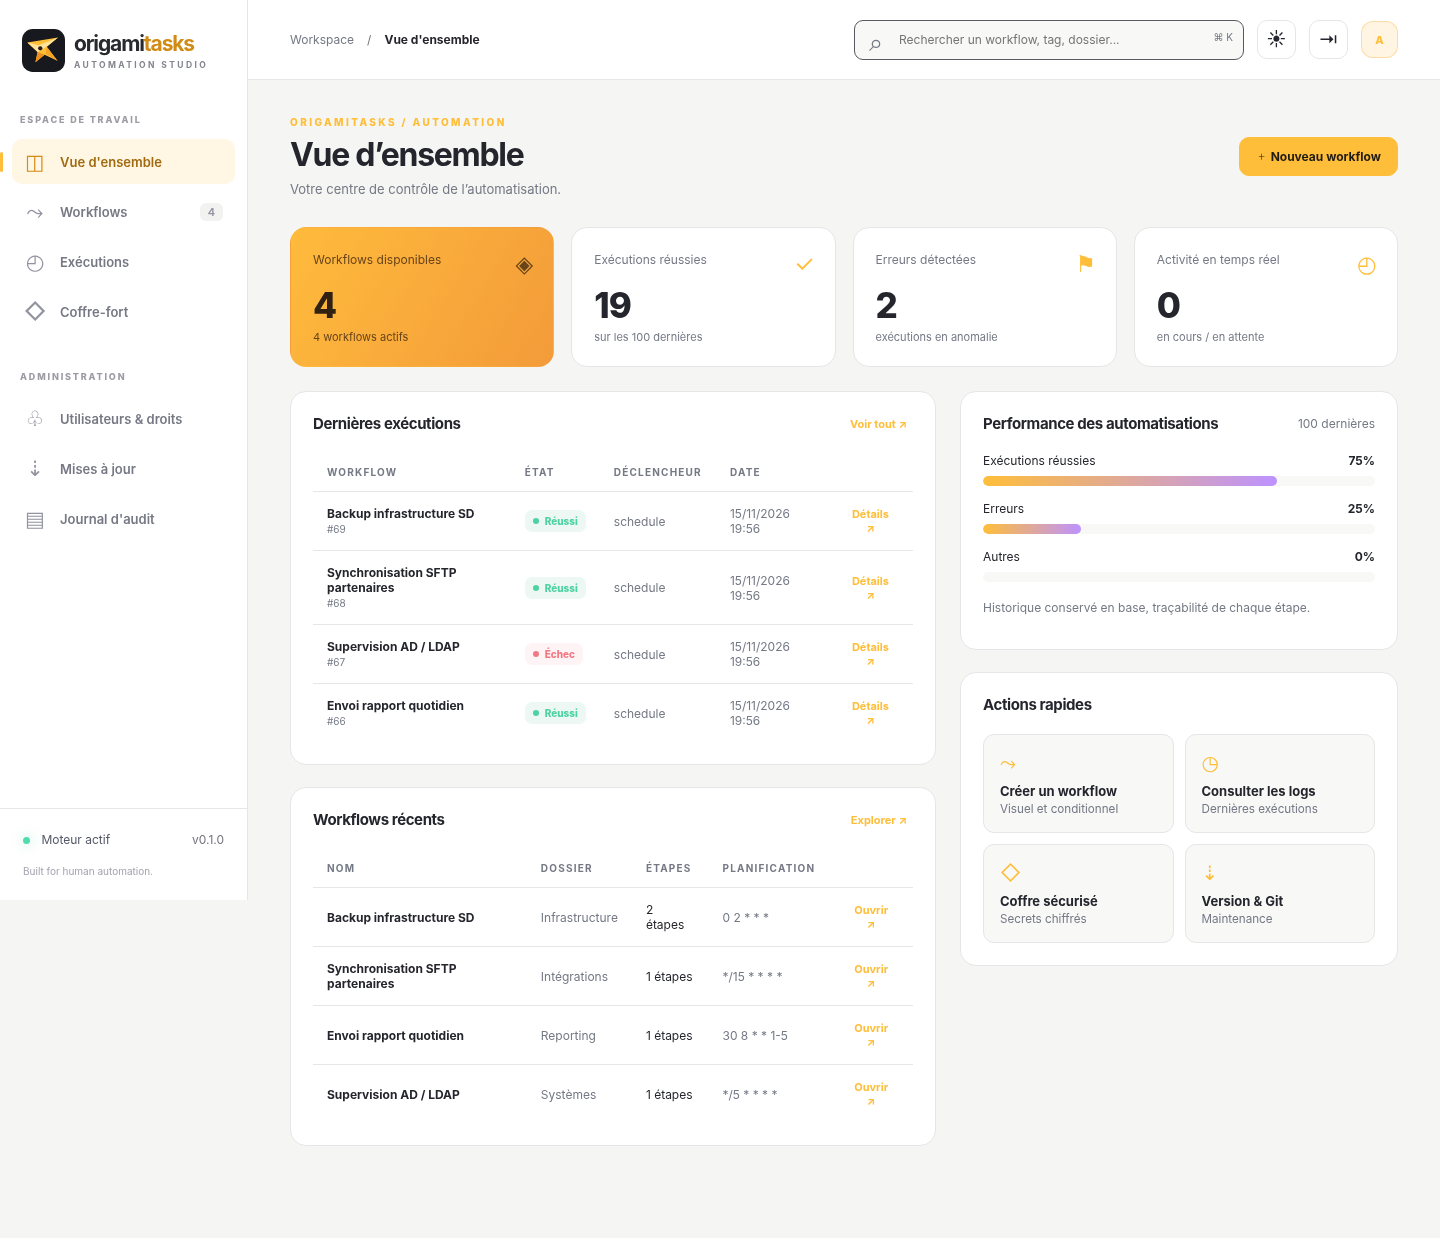 origamitasks
AUTOMATION STUDIO
ESPACE DE TRAVAIL
Vue d'ensemble
Workflows 4
Exécutions
Coffre-fort
ADMINISTRATION
Utilisateurs & droits
Mises à jour
Journal d'audit
Moteur actif v0.1.0
Built for human automation.
Workspace / Vue d'ensemble
Rechercher un workflow, tag, dossier... ⌘ K
A
ORIGAMITASKS / AUTOMATION
Vue d’ensemble
Votre centre de contrôle de l’automatisation.
+ Nouveau workflow
Workflows disponibles
4
4 workflows actifs
Exécutions réussies
19
sur les 100 dernières
Erreurs détectées
2
exécutions en anomalie
Activité en temps réel
0
en cours / en attente
Dernières exécutions
Voir tout ↗
WORKFLOW ÉTAT DÉCLENCHEUR DATE
Backup infrastructure SD
#69
Réussi
schedule
15/11/2026
19:56
Détails
↗
Synchronisation SFTP
partenaires
#68
Réussi
schedule
15/11/2026
19:56
Détails
↗
Supervision AD / LDAP
#67
Échec
schedule
15/11/2026
19:56
Détails
↗
Envoi rapport quotidien
#66
Réussi
schedule
15/11/2026
19:56
Détails
↗
Workflows récents
Explorer ↗
NOM DOSSIER ÉTAPES PLANIFICATION
Backup infrastructure SD
Infrastructure
2
étapes
0 2 * * *
Ouvrir
↗
Synchronisation SFTP
partenaires
Intégrations
1 étapes
*/15 * * * *
Ouvrir
↗
Envoi rapport quotidien
Reporting
1 étapes
30 8 * * 1-5
Ouvrir
↗
Supervision AD / LDAP
Systèmes
1 étapes
*/5 * * * *
Ouvrir
↗
Performance des automatisations
100 dernières
Exécutions réussies 75%
Erreurs 25%
Autres 0%
Historique conservé en base, traçabilité de chaque étape.
Actions rapides
Créer un workflow
Visuel et conditionnel
Consulter les logs
Dernières exécutions
Coffre sécurisé
Secrets chiffrés
Version & Git
Maintenance